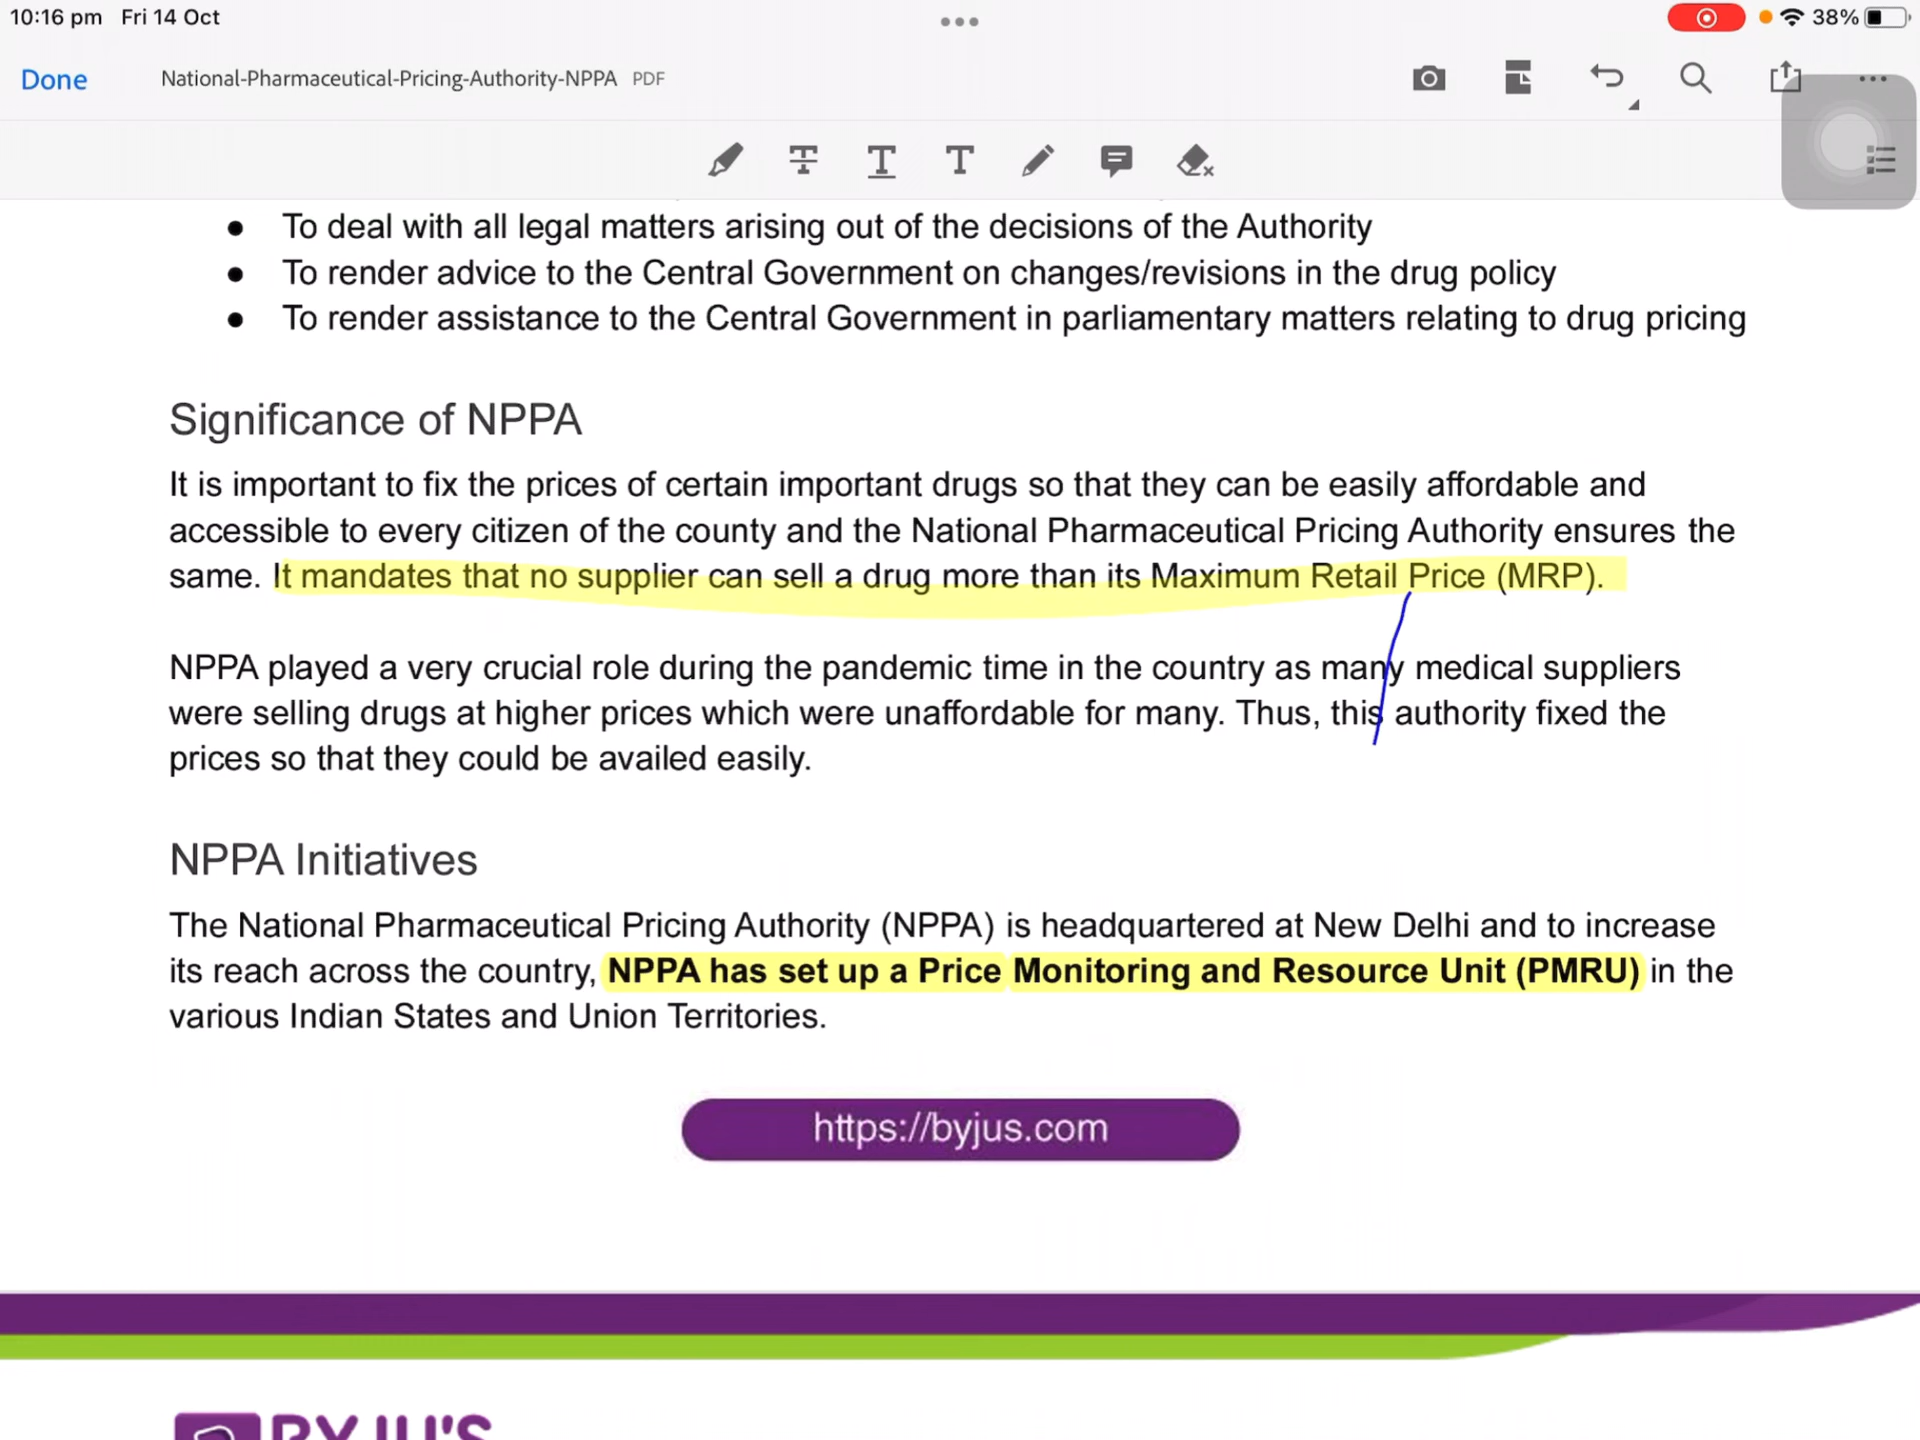 10:16 pm Fri 14 Oct
38%
Done
National-Pharmaceutical-Pricing-Authority-NPPA PDF
To deal with all legal matters arising out of the decisions of the Authority
To render advice to the Central Government on changes/revisions in the drug policy
To render assistance to the Central Government in parliamentary matters relating to drug pricing
Significance of NPPA
It is important to fix the prices of certain important drugs so that they can be easily affordable and
accessible to every citizen of the county and the National Pharmaceutical Pricing Authority ensures the
same. It mandates that no supplier can sell a drug more than its Maximum Retail Price (MRP).
NPPA played a very crucial role during the pandemic time in the country as many medical suppliers
were selling drugs at higher prices which were unaffordable for many. Thus, this authority fixed the
prices so that they could be availed easily.
NPPA Initiatives
The National Pharmaceutical Pricing Authority (NPPA) is headquartered at New Delhi and to increase
its reach across the country, NPPA has set up a Price Monitoring and Resource Unit (PMRU) in the
various Indian States and Union Territories.
https://byjus.com
BYJU'S